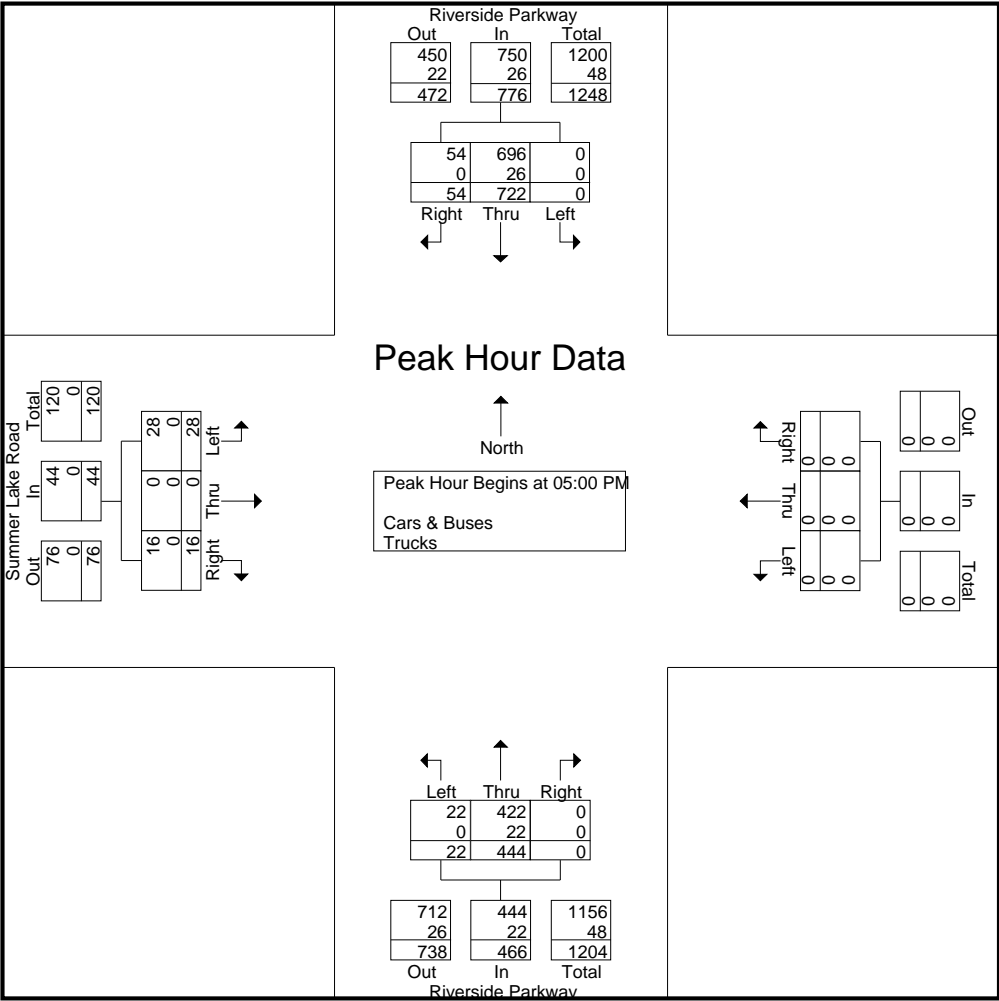 Riverside Parkway
Out In Total
450 750 1200
22 26 48
472 776 1248
54 696 0
0 26 0
54 722 0
Right Thru Left
Peak Hour Data
North
Peak Hour Begins at 05:00 PM
Cars & Buses
Trucks
Summer Lake Road
Out In Total
76 44 120
0 0 0
76 44 120
16 0 28
0 0 0
16 0 28
Right Thru Left
Out In Total
0 0 0
0 0 0
0 0 0
Right Thru Left
0 0 0
0 0 0
0 0 0
Left Thru Right
22 422 0
0 22 0
22 444 0
712 444 1156
26 22 48
738 466 1204
Out In Total
Riverside Parkway